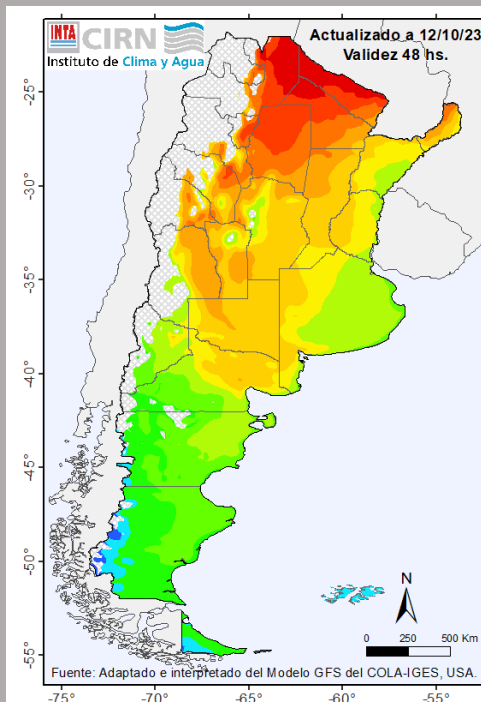 INTA CIRN
Instituto de Clima y Agua
Actualizado a 12/10/23
Validez 48 hs.
-25°
-30°
-35°
-40°
-45°
-50°
-55°
N
0 250 500 Km
Fuente: Adaptado e interpretado del Modelo GFS del COLA-IGES, USA.
-75° -70° -65° -60° -55°